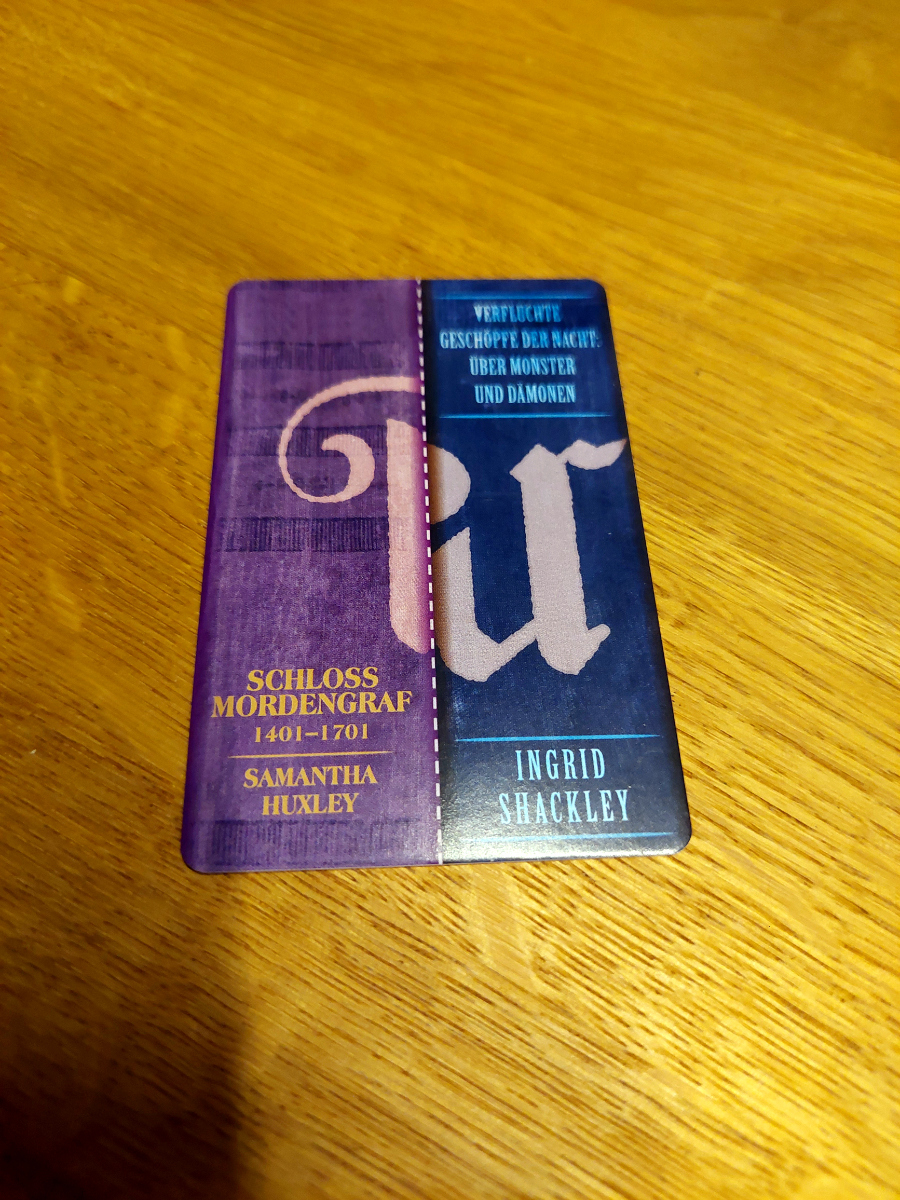 SCHLOSS
MORDENGRAF
1401–1701
SAMANTHA
HUXLEY
VERFLUCHTE
GESCHÖPFE DER NACHT:
ÜBER MONSTER
UND DÄMONEN
INGRID
SHACKLEY